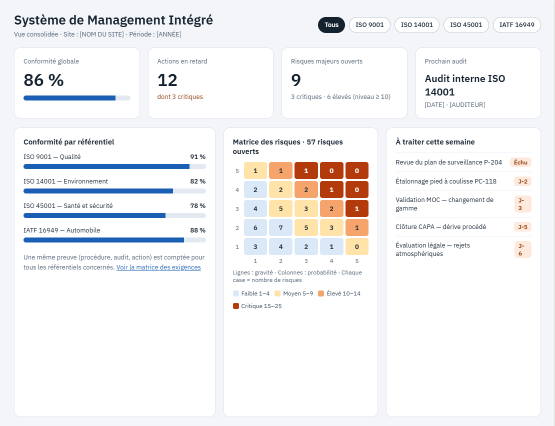 Système de Management Intégré
Vue consolidée · Site : [NOM DU SITE] · Période : [ANNÉE]
Tous
ISO 9001
ISO 14001
ISO 45001
IATF 16949
Conformité globale
86 %
Actions en retard
12
dont 3 critiques
Risques majeurs ouverts
9
3 critiques · 6 élevés (niveau ≥ 10)
Prochain audit
Audit interne ISO
14001
[DATE] · [AUDITEUR]
Conformité par référentiel
ISO 9001 — Qualité 91 %
ISO 14001 — Environnement 82 %
ISO 45001 — Santé et sécurité 78 %
IATF 16949 — Automobile 88 %
Une même preuve (procédure, audit, action) est comptée pour
tous les référentiels concernés. Voir la matrice des exigences
Matrice des risques · 57 risques
ouverts
5 1 1 1 0 0
4 2 2 2 1 0
3 4 5 3 2 1
2 6 7 5 3 1
1 3 4 2 1 0
1 2 3 4 5
Lignes : gravité · Colonnes : probabilité · Chaque
case = nombre de risques
Faible 1–4 Moyen 5–9 Élevé 10–14
Critique 15–25
À traiter cette semaine
Revue du plan de surveillance P-204 Échu
Étalonnage pied à coulisse PC-118 J-2
Validation MOC — changement de
gamme
J-
3
Clôture CAPA — dérive procédé J-5
Évaluation légale — rejets
atmosphériques
J-
6